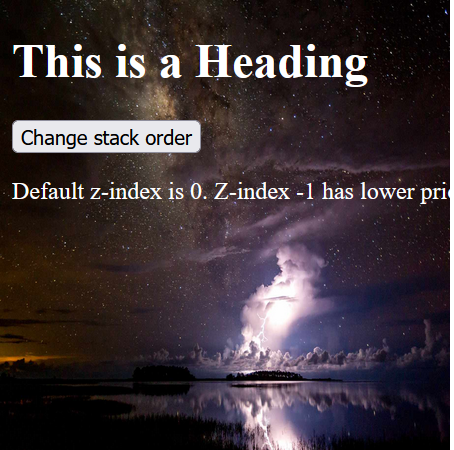 This is a Heading
Change stack order
Default z-index is 0. Z-index -1 has lower